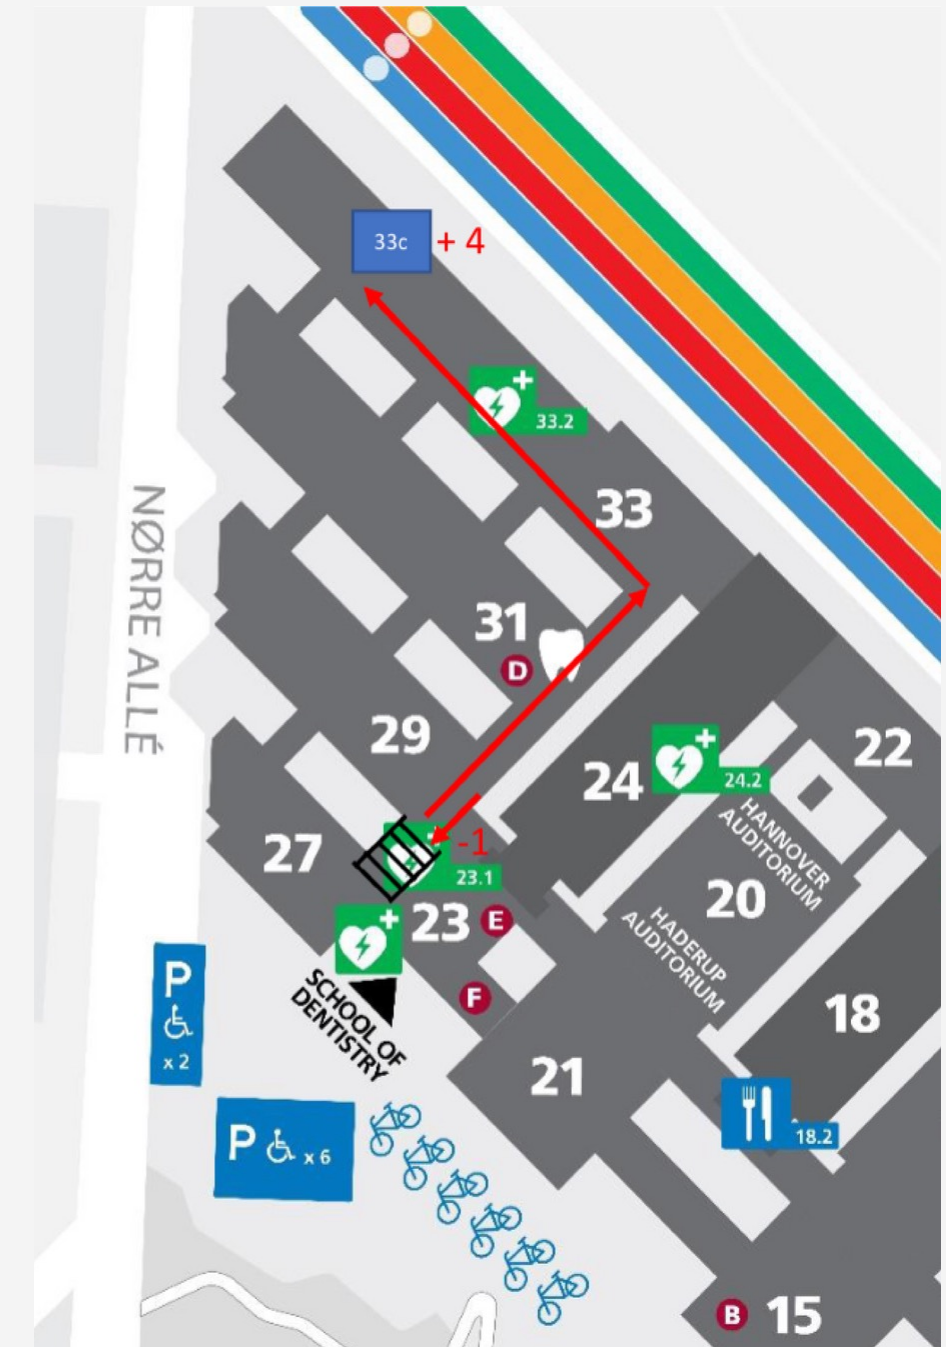 33c
+ 4
33.2
33
NØRRE ALLÉ
31
D
29
22
24
24.2
HANNOVER
AUDITORIUM
-1
27
23.1
20
23
E
HADERUP
AUDITORIUM
SCHOOL OF
DENTISTRY
F
P
x 2
18
21
18.2
P x 6
B
15